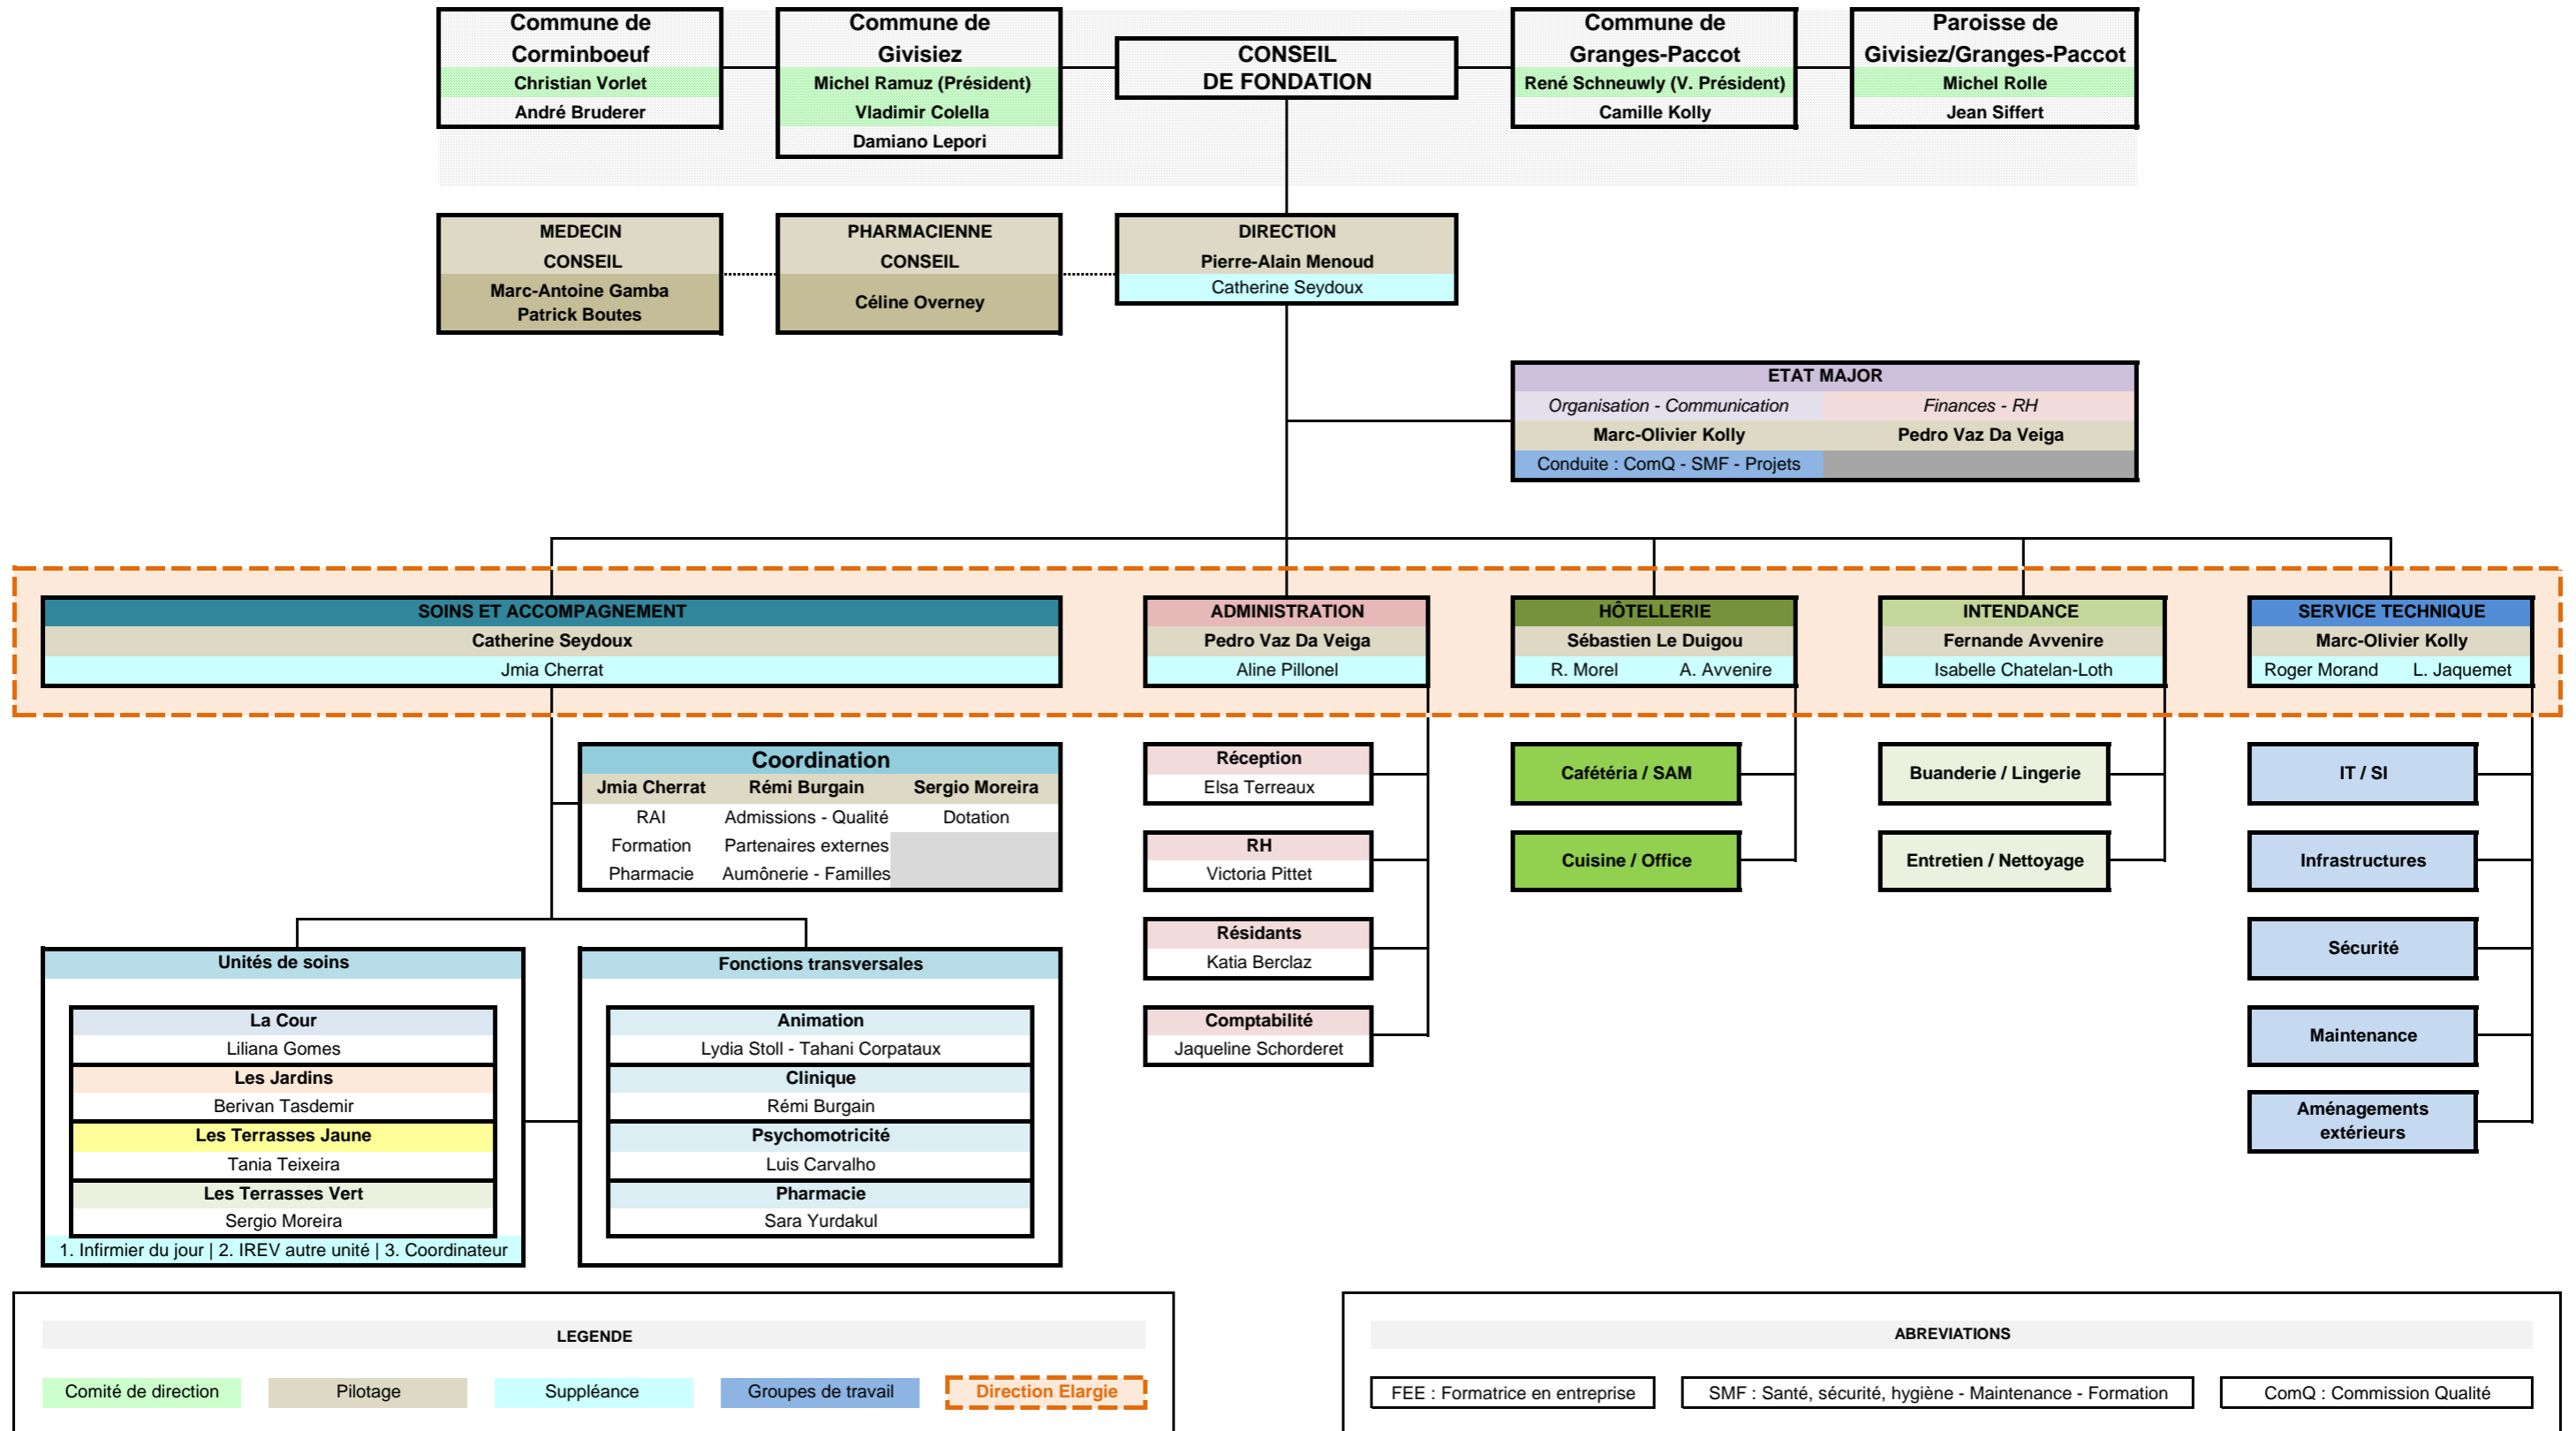 Commune de
Corminboeuf
Christian Vorlet
André Bruderer
Commune de
Givisiez
Michel Ramuz (Président)
Vladimir Colella
Damiano Lepori
CONSEIL
DE FONDATION
Commune de
Granges-Paccot
René Schneuwly (V. Président)
Camille Kolly
Paroisse de
Givisiez/Granges-Paccot
Michel Rolle
Jean Siffert
MEDECIN
CONSEIL
Marc-Antoine Gamba
Patrick Boutes
PHARMACIENNE
CONSEIL
Céline Overney
DIRECTION
Pierre-Alain Menoud
Catherine Seydoux
ETAT MAJOR
Organisation - Communication
Finances - RH
Marc-Olivier Kolly
Pedro Vaz Da Veiga
Conduite : ComQ - SMF - Projets
SOINS ET ACCOMPAGNEMENT
Catherine Seydoux
Jmia Cherrat
ADMINISTRATION
Pedro Vaz Da Veiga
Aline Pillonel
HÔTELLERIE
Sébastien Le Duigou
R. Morel A. Avvenire
INTENDANCE
Fernande Avvenire
Isabelle Chatelan-Loth
SERVICE TECHNIQUE
Marc-Olivier Kolly
Roger Morand L. Jaquemet
Coordination
Jmia Cherrat Rémi Burgain Sergio Moreira
RAI Admissions - Qualité Dotation
Formation Partenaires externes
Pharmacie Aumônerie - Familles
Réception
Elsa Terreaux
RH
Victoria Pittet
Résidants
Katia Berclaz
Comptabilité
Jaqueline Schorderet
Cafétéria / SAM
Cuisine / Office
Buanderie / Lingerie
Entretien / Nettoyage
IT / SI
Infrastructures
Sécurité
Maintenance
Aménagements
extérieurs
Unités de soins
La Cour
Liliana Gomes
Les Jardins
Berivan Tasdemir
Les Terrasses Jaune
Tania Teixeira
Les Terrasses Vert
Sergio Moreira
1. Infirmier du jour | 2. IREV autre unité | 3. Coordinateur
Fonctions transversales
Animation
Lydia Stoll - Tahani Corpataux
Clinique
Rémi Burgain
Psychomotricité
Luis Carvalho
Pharmacie
Sara Yurdakul
LEGENDE
Comité de direction
Pilotage
Suppléance
Groupes de travail
Direction Elargie
ABREVIATIONS
FEE : Formatrice en entreprise
SMF : Santé, sécurité, hygiène - Maintenance - Formation
ComQ : Commission Qualité